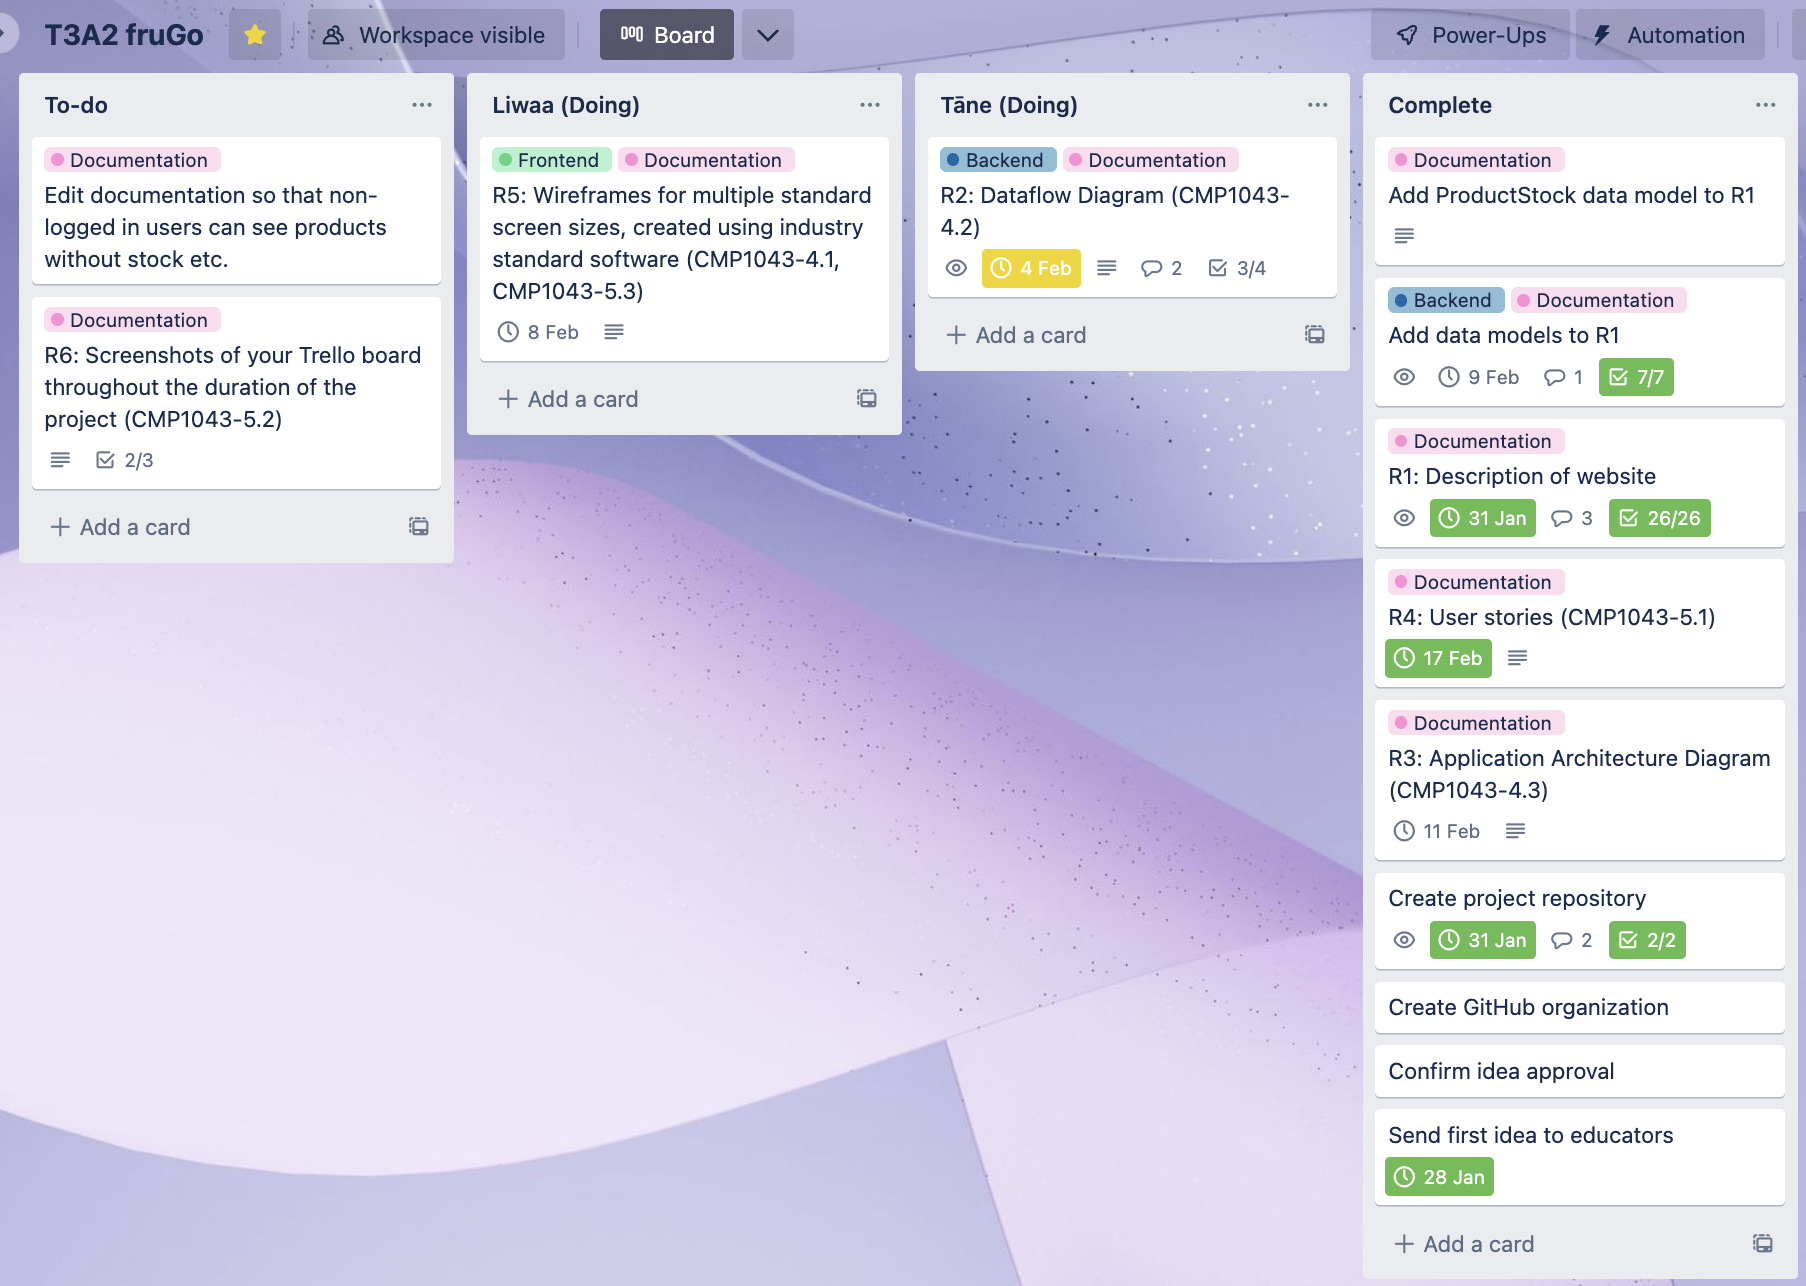 T3A2 fruGo
Workspace visible
Board
Power-Ups
Automation
To-do
Documentation
Edit documentation so that non-
logged in users can see products
without stock etc.
Documentation
R6: Screenshots of your Trello board
throughout the duration of the
project (CMP1043-5.2)
2/3
Add a card
Liwaa (Doing)
Frontend Documentation
R5: Wireframes for multiple standard
screen sizes, created using industry
standard software (CMP1043-4.1,
CMP1043-5.3)
8 Feb
Add a card
Tāne (Doing)
Backend Documentation
R2: Dataflow Diagram (CMP1043-
4.2)
4 Feb 2 3/4
Add a card
Complete
Documentation
Add ProductStock data model to R1
Backend Documentation
Add data models to R1
9 Feb 1 7/7
Documentation
R1: Description of website
31 Jan 3 26/26
Documentation
R4: User stories (CMP1043-5.1)
17 Feb
Documentation
R3: Application Architecture Diagram
(CMP1043-4.3)
11 Feb
Create project repository
31 Jan 2 2/2
Create GitHub organization
Confirm idea approval
Send first idea to educators
28 Jan
Add a card